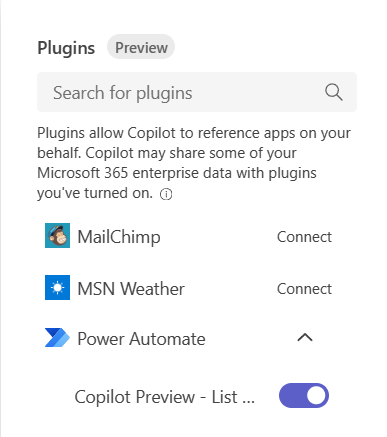 Plugins Preview
Search for plugins
Plugins allow Copilot to reference apps on your
behalf. Copilot may share some of your
Microsoft 365 enterprise data with plugins
you've turned on.
MailChimp Connect
MSN Weather Connect
Power Automate
Copilot Preview - List ...